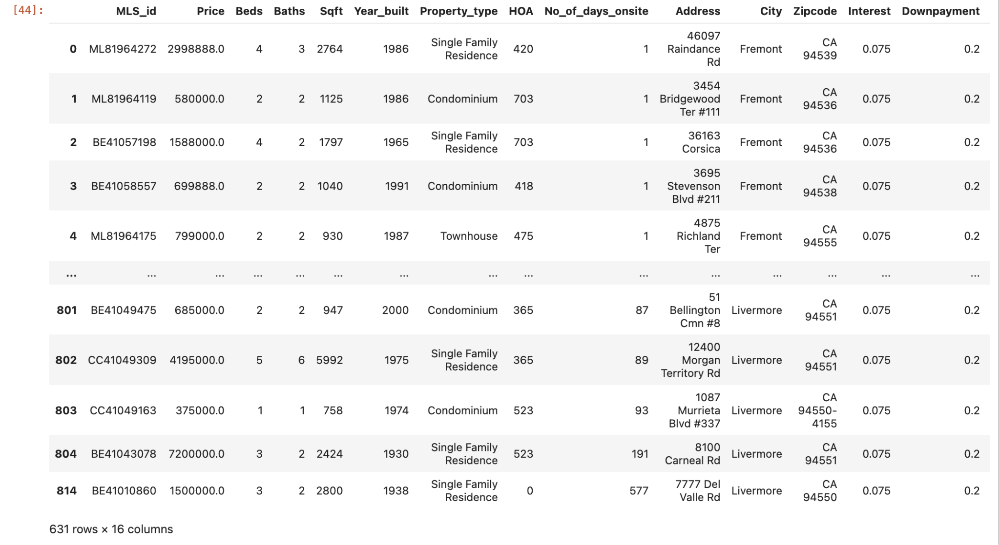 [44]: MLS_id Price Beds Baths Sqft Year_built Property_type HOA No_of_days_onsite Address City Zipcode Interest Downpayment
0 ML81964272 2998888.0 4 3 2764 1986 Single Family Residence 420 1 46097 Raindance Rd Fremont CA 94539 0.075 0.2
1 ML81964119 580000.0 2 2 1125 1986 Condominium 703 1 3454 Bridgewood Ter #111 Fremont CA 94536 0.075 0.2
2 BE41057198 1588000.0 4 2 1797 1965 Single Family Residence 703 1 36163 Corsica Fremont CA 94536 0.075 0.2
3 BE41058557 699888.0 2 2 1040 1991 Condominium 418 1 3695 Stevenson Blvd #211 Fremont CA 94538 0.075 0.2
4 ML81964175 799000.0 2 2 930 1987 Townhouse 475 1 4875 Richland Ter Fremont CA 94555 0.075 0.2
... ... ... ... ... ... ... ... ... ... ... ... ... ... ...
801 BE41049475 685000.0 2 2 947 2000 Condominium 365 87 51 Bellington Cmn #8 Livermore CA 94551 0.075 0.2
802 CC41049309 4195000.0 5 6 5992 1975 Single Family Residence 365 89 12400 Morgan Territory Rd Livermore CA 94551 0.075 0.2
803 CC41049163 375000.0 1 1 758 1974 Condominium 523 93 1087 Murrieta Blvd #337 Livermore CA 94550-4155 0.075 0.2
804 BE41043078 7200000.0 3 2 2424 1930 Single Family Residence 523 191 8100 Carneal Rd Livermore CA 94551 0.075 0.2
814 BE41010860 1500000.0 3 2 2800 1938 Single Family Residence 0 577 7777 Del Valle Rd Livermore CA 94550 0.075 0.2
631 rows × 16 columns